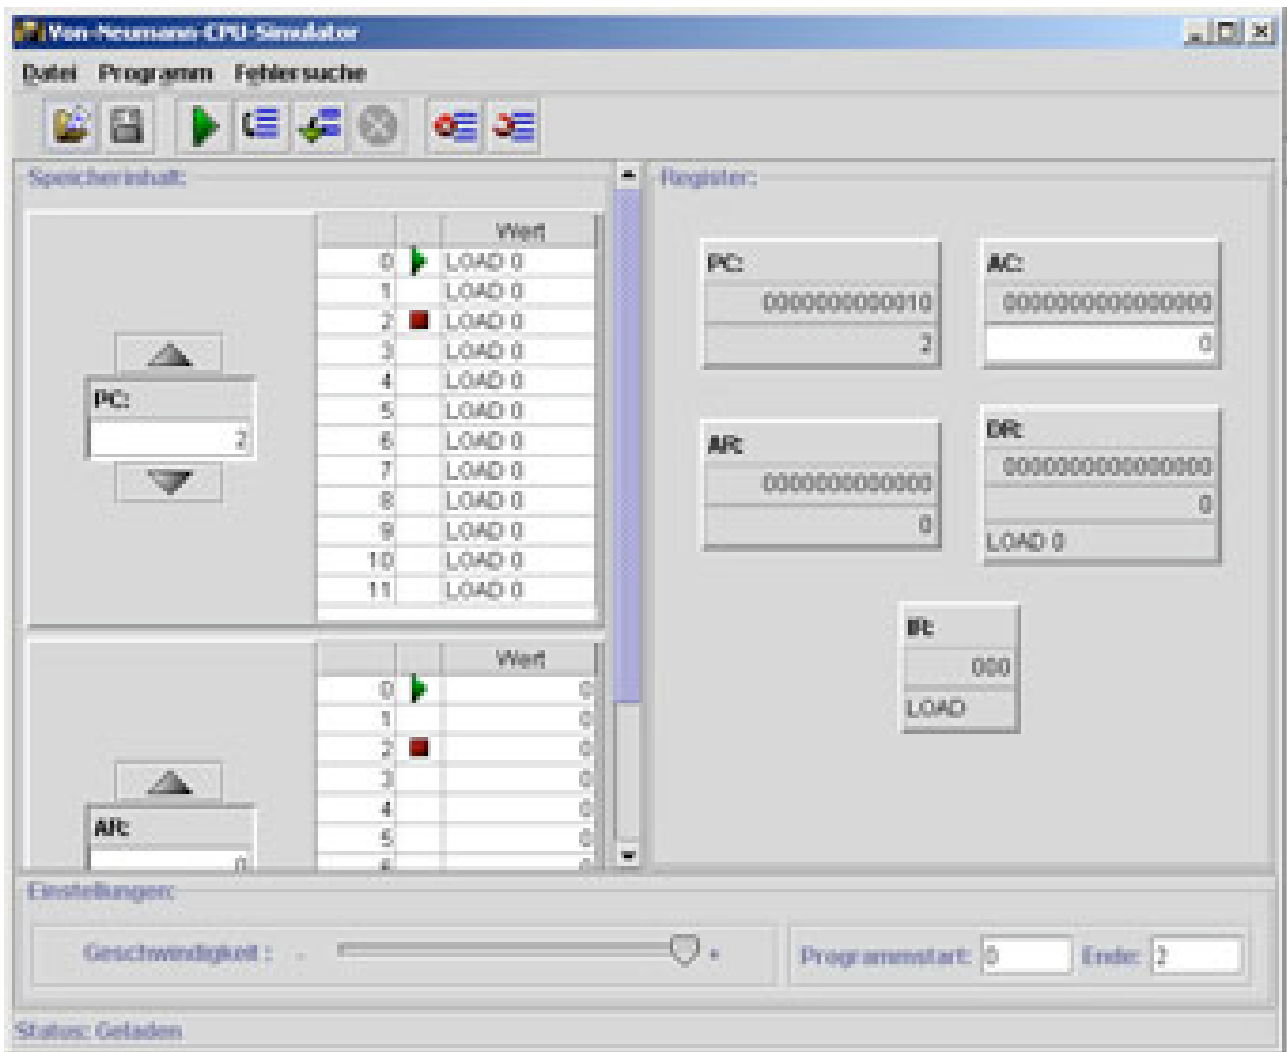 Von-Neumann-CPU-Simulator
Datei Programm Fehlersuche
Speicherinhalt:
Wert
0 LOAD 0
1 LOAD 0
2 LOAD 0
3 LOAD 0
4 LOAD 0
5 LOAD 0
6 LOAD 0
7 LOAD 0
8 LOAD 0
9 LOAD 0
10 LOAD 0
11 LOAD 0
PC:
2
Wert
0 0
1 0
2 0
3 0
4 0
5 0
6 0
AR:
0
Register:
PC:
0000000000010
2
AC:
0000000000000000
0
AR:
0000000000000
0
DR:
0000000000000000
0
LOAD 0
IR:
000
LOAD
Einstellungen:
Geschwindigkeit : - +
Programmstart: 0 Ende: 2
Status: Geladen